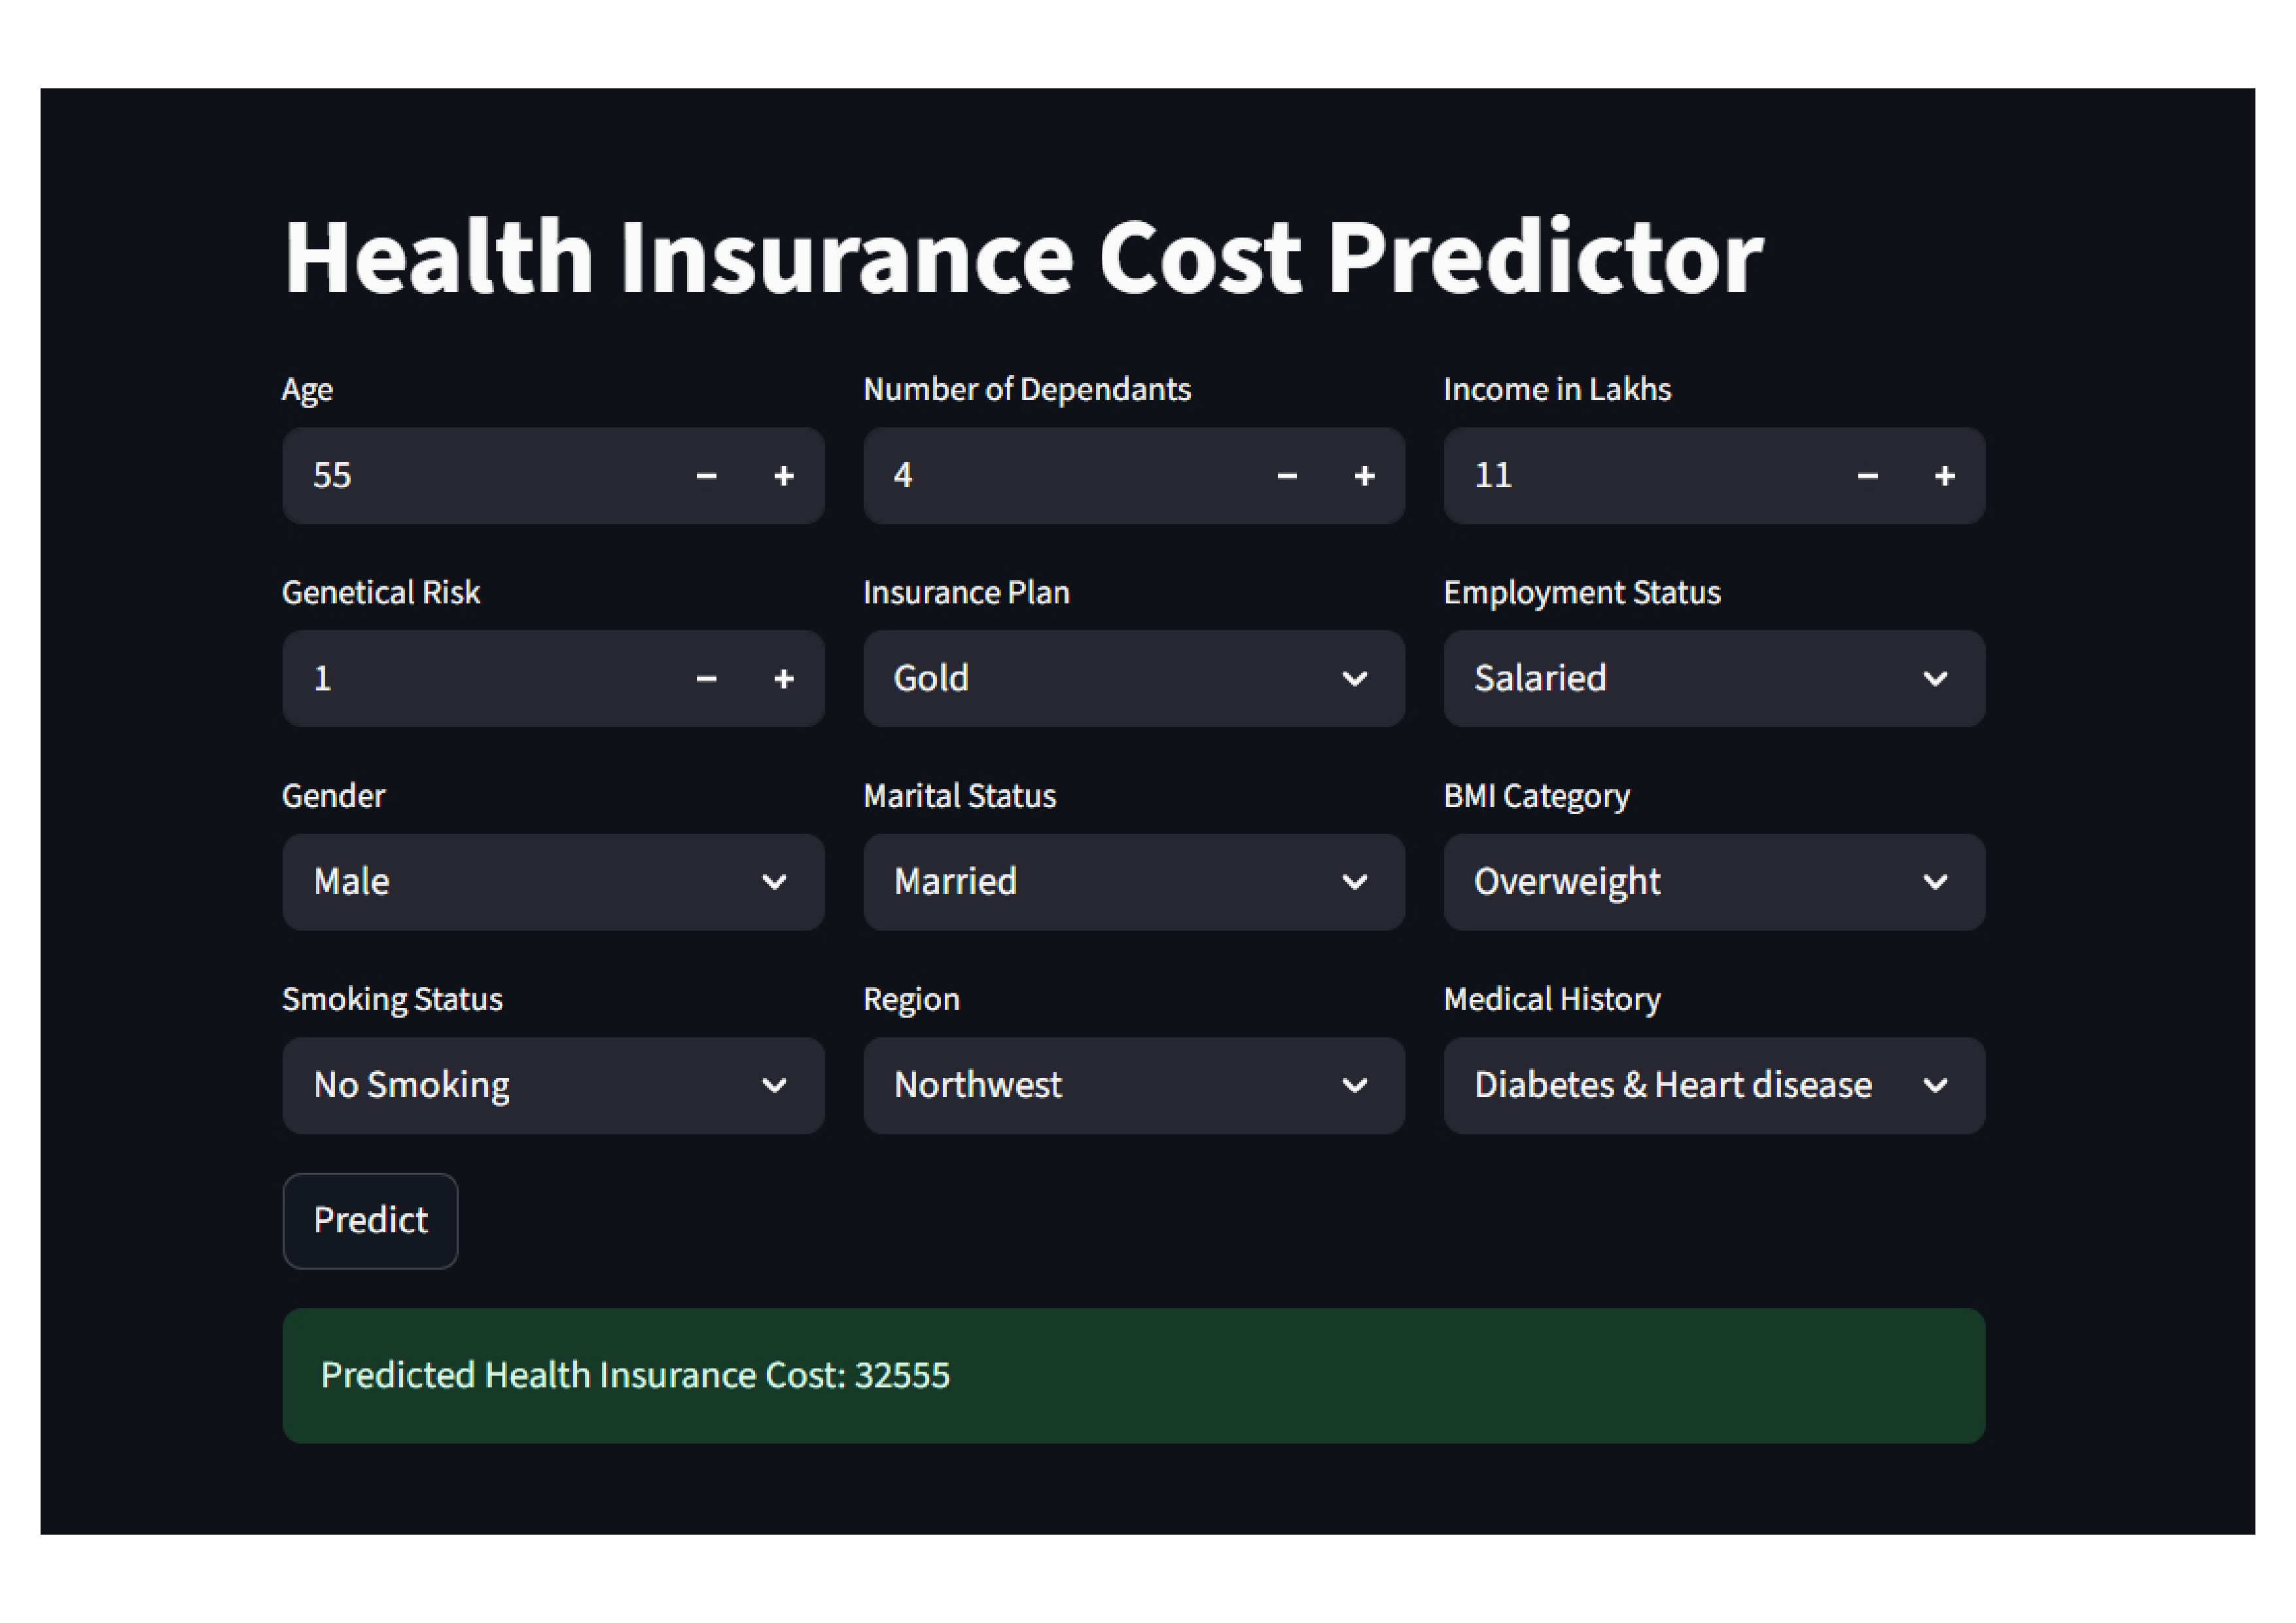 Health Insurance Cost Predictor
Age Number of Dependants Income in Lakhs
55 − + 4 − + 11 − +
Genetical Risk Insurance Plan Employment Status
1 − + Gold Salaried
Gender Marital Status BMI Category
Male Married Overweight
Smoking Status Region Medical History
No Smoking Northwest Diabetes & Heart disease
Predict
Predicted Health Insurance Cost: 32555